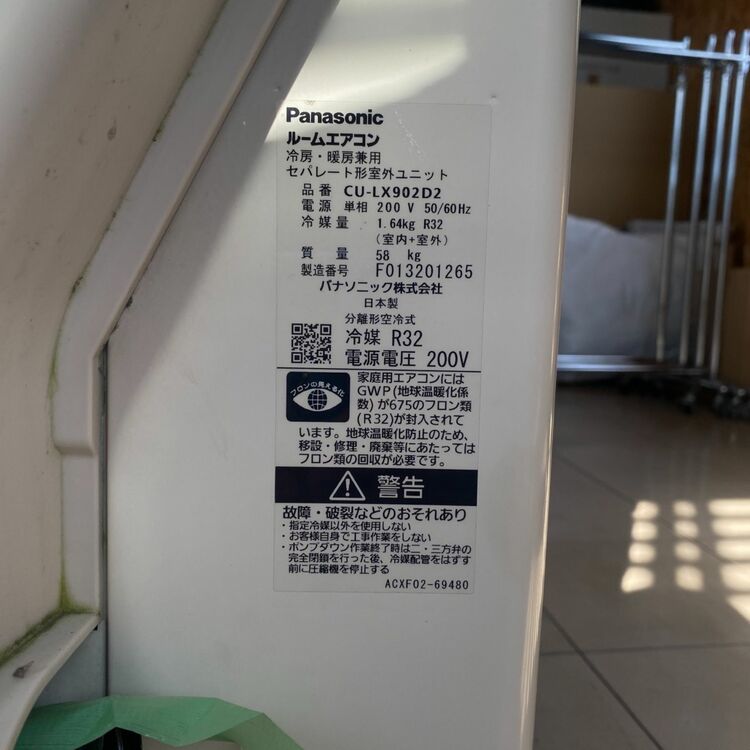 Panasonic
ルームエアコン
冷房・暖房兼用
セパレート形室外ユニット
品番 CU-LX902D2
電源 単相 200 V 50/60Hz
冷媒量 1.64kg R32
(室内+室外)
質量 58 kg
製造番号 F013201265
パナソニック株式会社
日本製
分離形空冷式
冷媒 R32
電源電圧 200V
フロンの見える化
家庭用エアコンには
GWP(地球温暖化係
数)が675のフロン類
(R32)が封入されて
います。地球温暖化防止のため、
移設・修理・廃棄等にあたっては
フロン類の回収が必要です。
警告
故障・破裂などのおそれあり
・指定冷媒以外を使用しない
・お客様自身で工事作業をしない
・ポンプダウン作業終了時は二・三方弁の
完全閉鎖を行った後、冷媒配管をはずす
前に圧縮機を停止する
ACXF02-69480